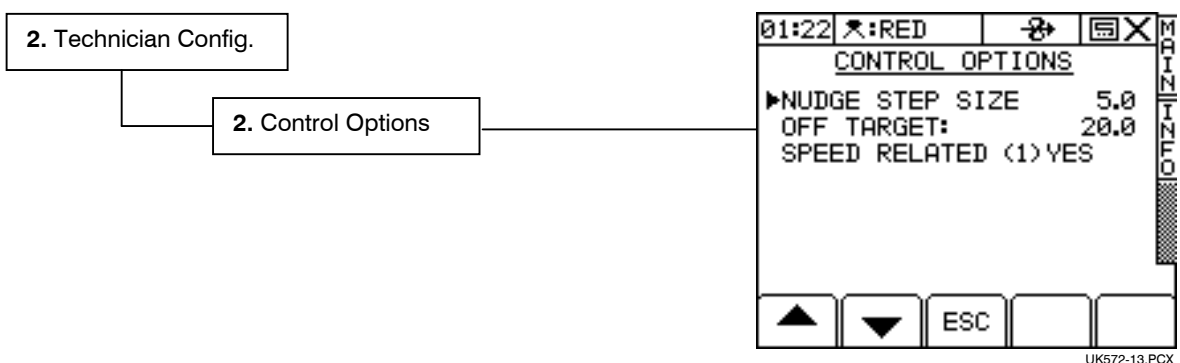 2. Technician Config.
2. Control Options
01:22 :RED
CONTROL OPTIONS
NUDGE STEP SIZE 5.0
OFF TARGET: 20.0
SPEED RELATED (1) YES
MAIN
INFO
ESC
UK572-13.PCX